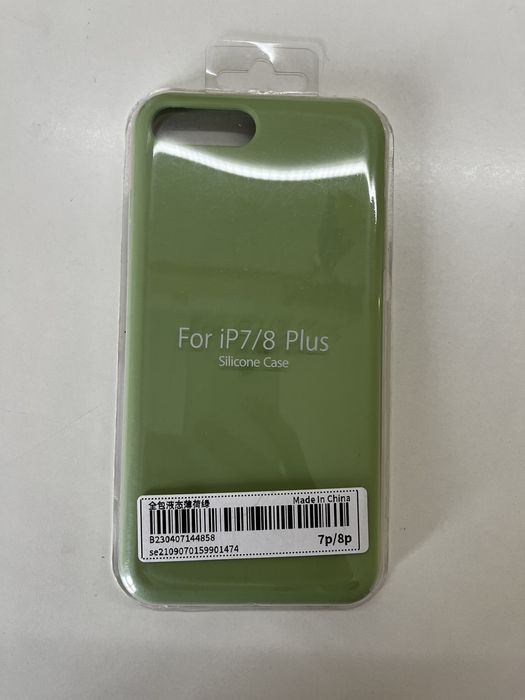 For iP7/8 Plus
Silicone Case
全包液态薄荷绿
Made In China
B230407144858
7p/8p
se2109070159901474